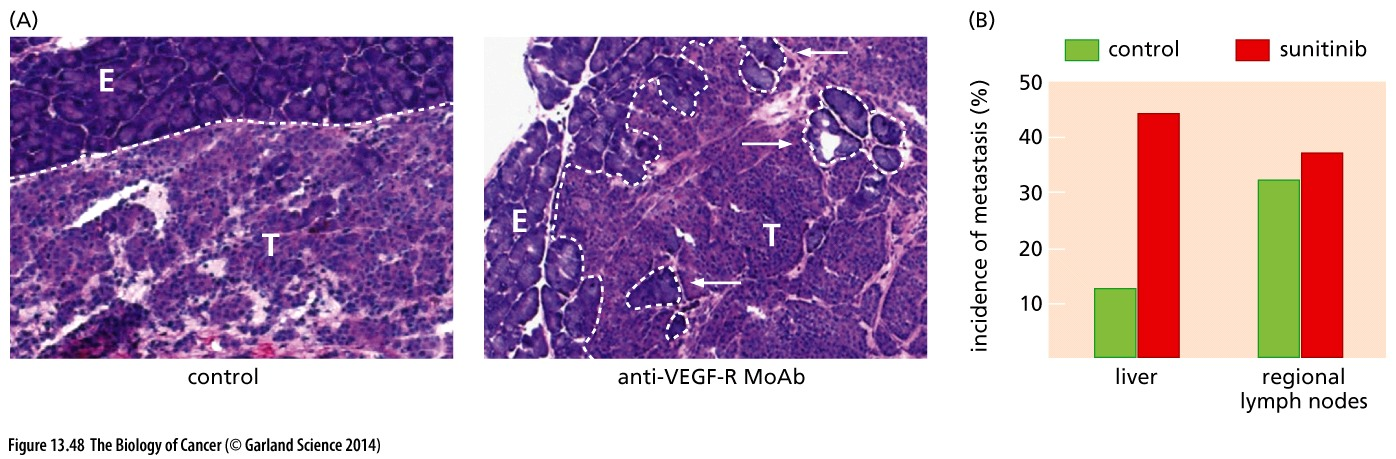 (A)
E
T
control
E
T
anti-VEGF-R MoAb
(B)
control
sunitinib
incidence of metastasis (%)
50
40
30
20
10
liver
regional
lymph nodes
Figure 13.48 The Biology of Cancer (© Garland Science 2014)